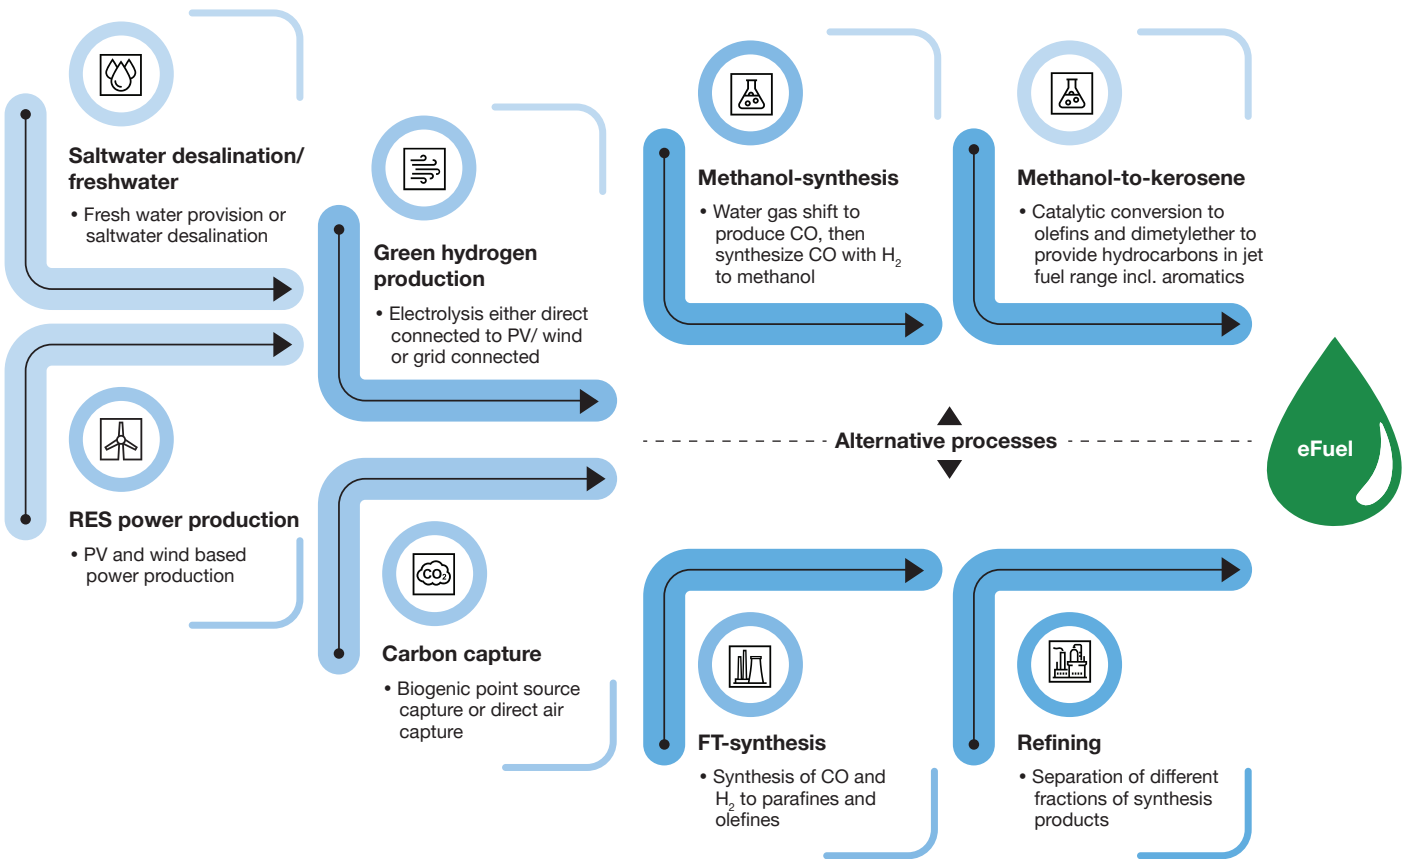 Saltwater desalination/
freshwater
• Fresh water provision or
saltwater desalination
RES power production
• PV and wind based
power production
Green hydrogen
production
• Electrolysis either direct
connected to PV/ wind
or grid connected
CO₂
Carbon capture
• Biogenic point source
capture or direct air
capture
Methanol-synthesis
• Water gas shift to
produce CO, then
synthesize CO with H₂
to methanol
Methanol-to-kerosene
• Catalytic conversion to
olefins and dimetylether to
provide hydrocarbons in jet
fuel range incl. aromatics
Alternative processes
eFuel
FT-synthesis
• Synthesis of CO and
H₂ to parafines and
olefines
Refining
• Separation of different
fractions of synthesis
products